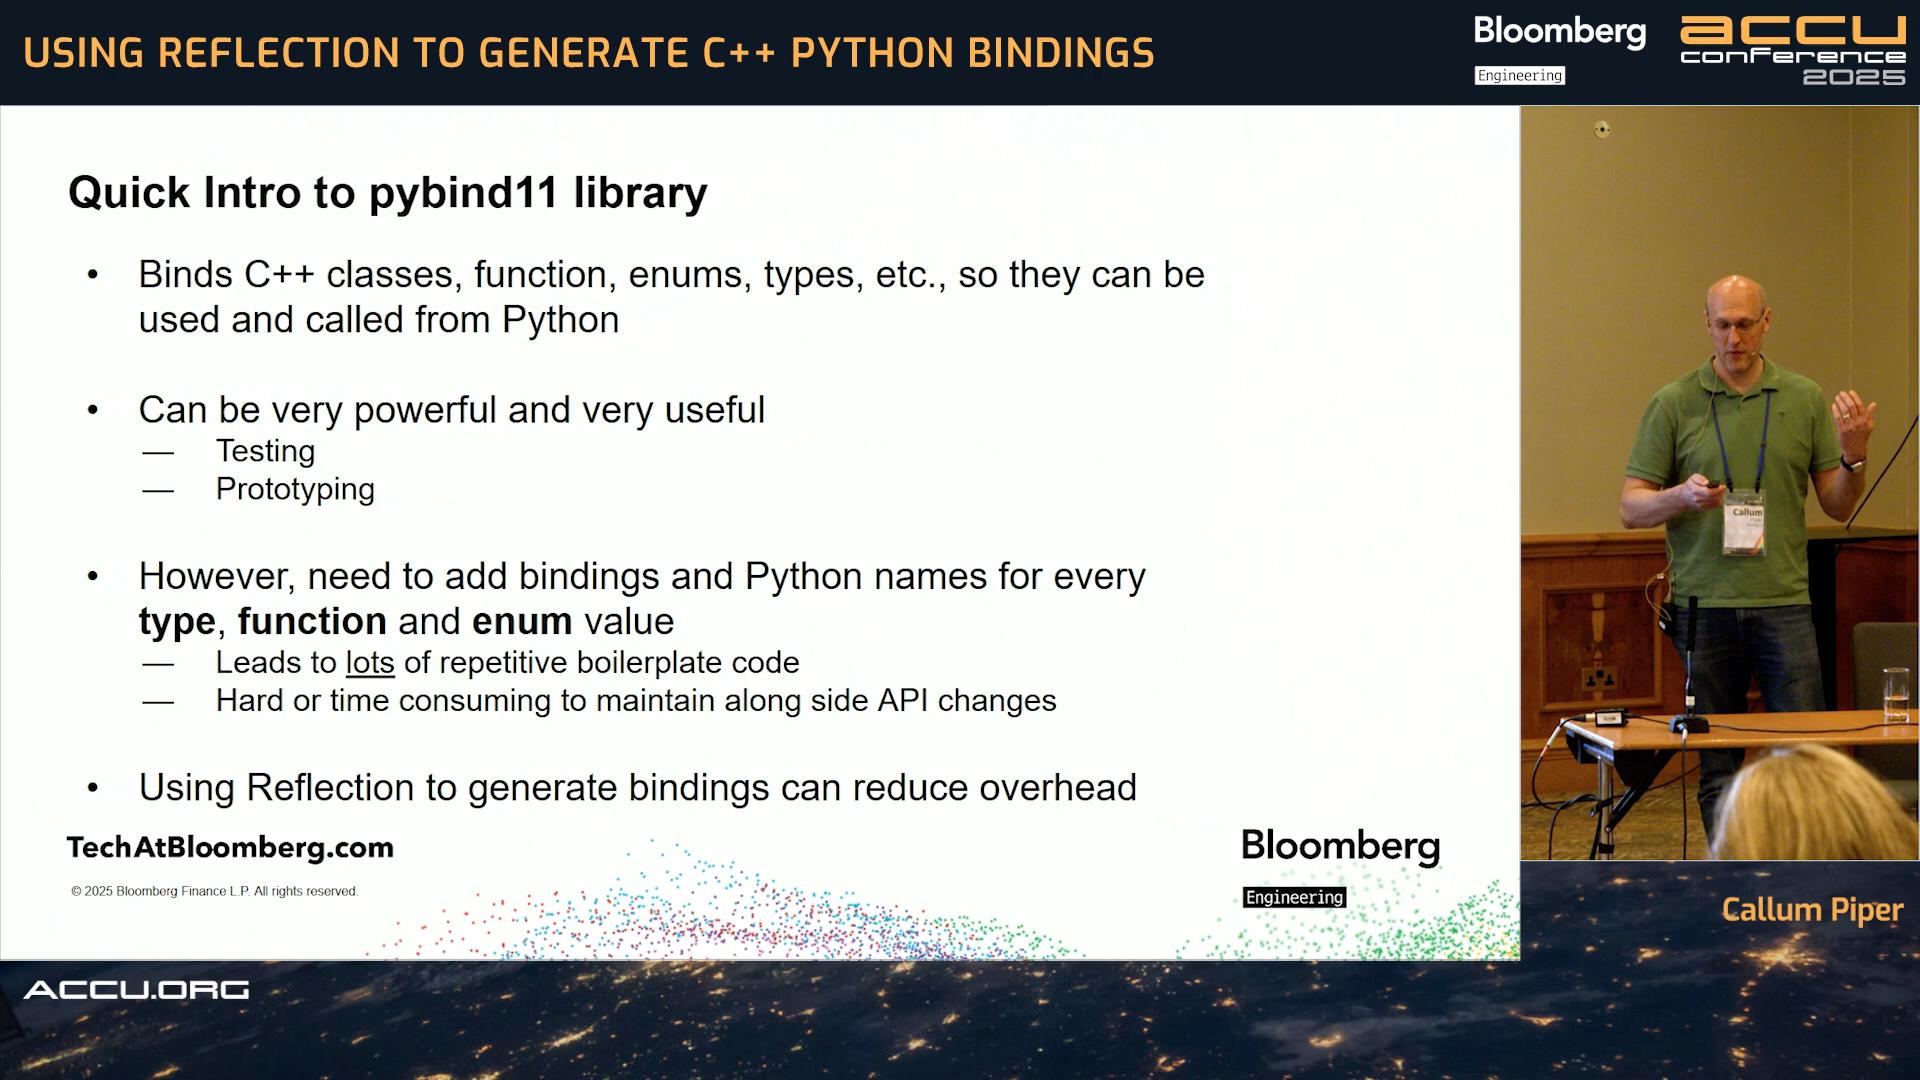 USING REFLECTION TO GENERATE C++ PYTHON BINDINGS
Bloomberg
Engineering
accu
conference
2025
Quick Intro to pybind11 library
• Binds C++ classes, function, enums, types, etc., so they can be
used and called from Python
• Can be very powerful and very useful
— Testing
— Prototyping
• However, need to add bindings and Python names for every
type, function and enum value
— Leads to lots of repetitive boilerplate code
— Hard or time consuming to maintain along side API changes
• Using Reflection to generate bindings can reduce overhead
TechAtBloomberg.com
© 2025 Bloomberg Finance L.P. All rights reserved.
Bloomberg
Engineering
Callum
Callum Piper
ACCU.ORG